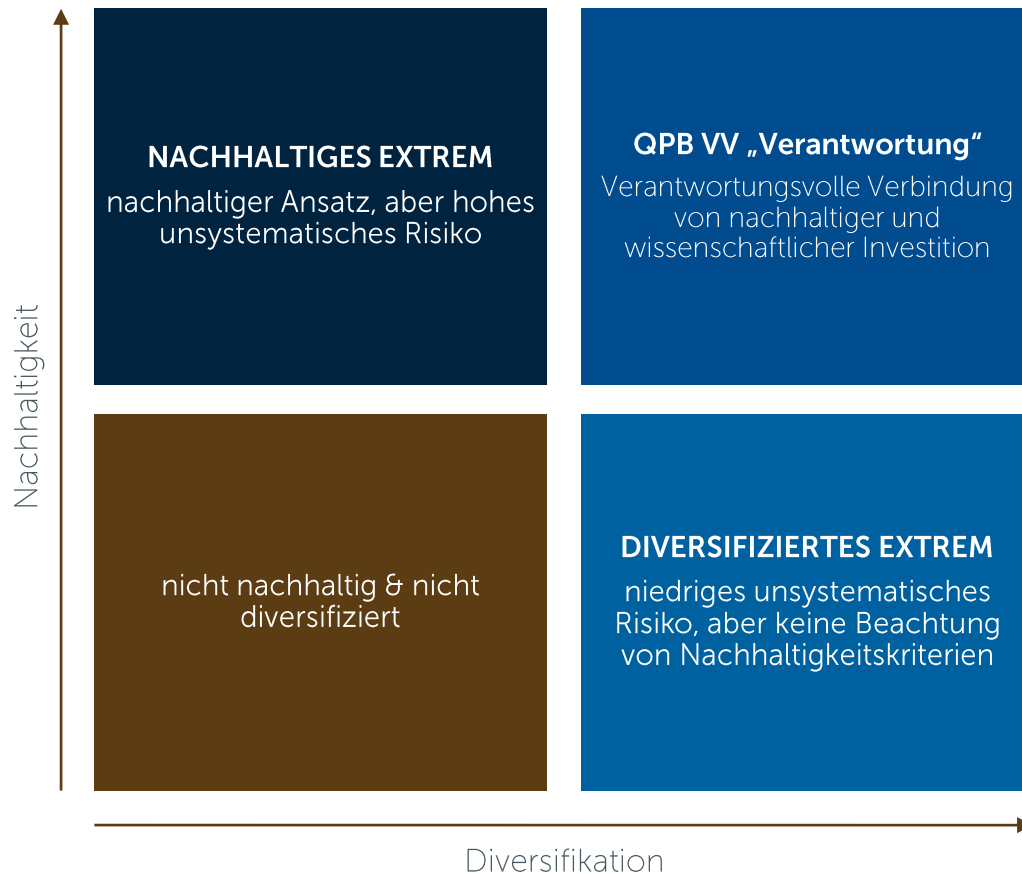 NACHHALTIGES EXTREM
nachhaltiger Ansatz, aber hohes
unsystematisches Risiko
QPB VV „Verantwortung“
Verantwortungsvolle Verbindung
von nachhaltiger und
wissenschaftlicher Investition
nicht nachhaltig & nicht
diversifiziert
DIVERSIFIZIERTES EXTREM
niedriges unsystematisches
Risiko, aber keine Beachtung
von Nachhaltigkeitskriterien
Nachhaltigkeit
Diversifikation